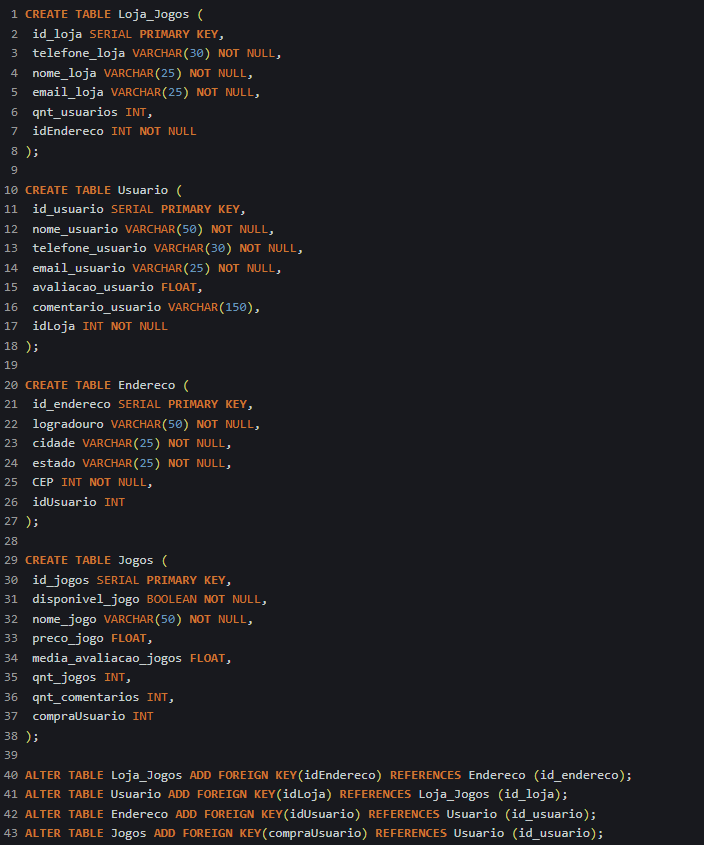 1 CREATE TABLE Loja_Jogos (
2 id_loja SERIAL PRIMARY KEY,
3 telefone_loja VARCHAR(30) NOT NULL,
4 nome_loja VARCHAR(25) NOT NULL,
5 email_loja VARCHAR(25) NOT NULL,
6 qnt_usuarios INT,
7 idEndereco INT NOT NULL
8 );
9
10 CREATE TABLE Usuario (
11 id_usuario SERIAL PRIMARY KEY,
12 nome_usuario VARCHAR(50) NOT NULL,
13 telefone_usuario VARCHAR(30) NOT NULL,
14 email_usuario VARCHAR(25) NOT NULL,
15 avaliacao_usuario FLOAT,
16 comentario_usuario VARCHAR(150),
17 idLoja INT NOT NULL
18 );
19
20 CREATE TABLE Endereco (
21 id_endereco SERIAL PRIMARY KEY,
22 logradouro VARCHAR(50) NOT NULL,
23 cidade VARCHAR(25) NOT NULL,
24 estado VARCHAR(25) NOT NULL,
25 CEP INT NOT NULL,
26 idUsuario INT
27 );
28
29 CREATE TABLE Jogos (
30 id_jogos SERIAL PRIMARY KEY,
31 disponivel_jogo BOOLEAN NOT NULL,
32 nome_jogo VARCHAR(50) NOT NULL,
33 preco_jogo FLOAT,
34 media_avaliacao_jogos FLOAT,
35 qnt_jogos INT,
36 qnt_comentarios INT,
37 compraUsuario INT
38 );
39
40 ALTER TABLE Loja_Jogos ADD FOREIGN KEY(idEndereco) REFERENCES Endereco (id_endereco);
41 ALTER TABLE Usuario ADD FOREIGN KEY(idLoja) REFERENCES Loja_Jogos (id_loja);
42 ALTER TABLE Endereco ADD FOREIGN KEY(idUsuario) REFERENCES Usuario (id_usuario);
43 ALTER TABLE Jogos ADD FOREIGN KEY(compraUsuario) REFERENCES Usuario (id_usuario);